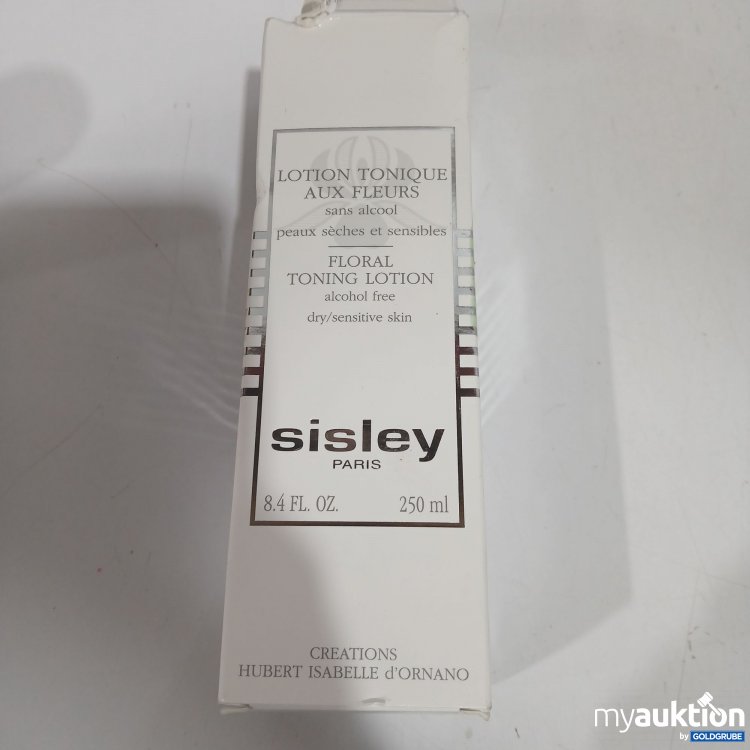 LOTION TONIQUE
AUX FLEURS
sans alcool
peaux sèches et sensibles
FLORAL
TONING LOTION
alcohol free
dry/sensitive skin
sisley
PARIS
8.4 FL. OZ. 250 ml
CREATIONS
HUBERT ISABELLE d'ORNANO
myauktion
by GOLDGRUBE